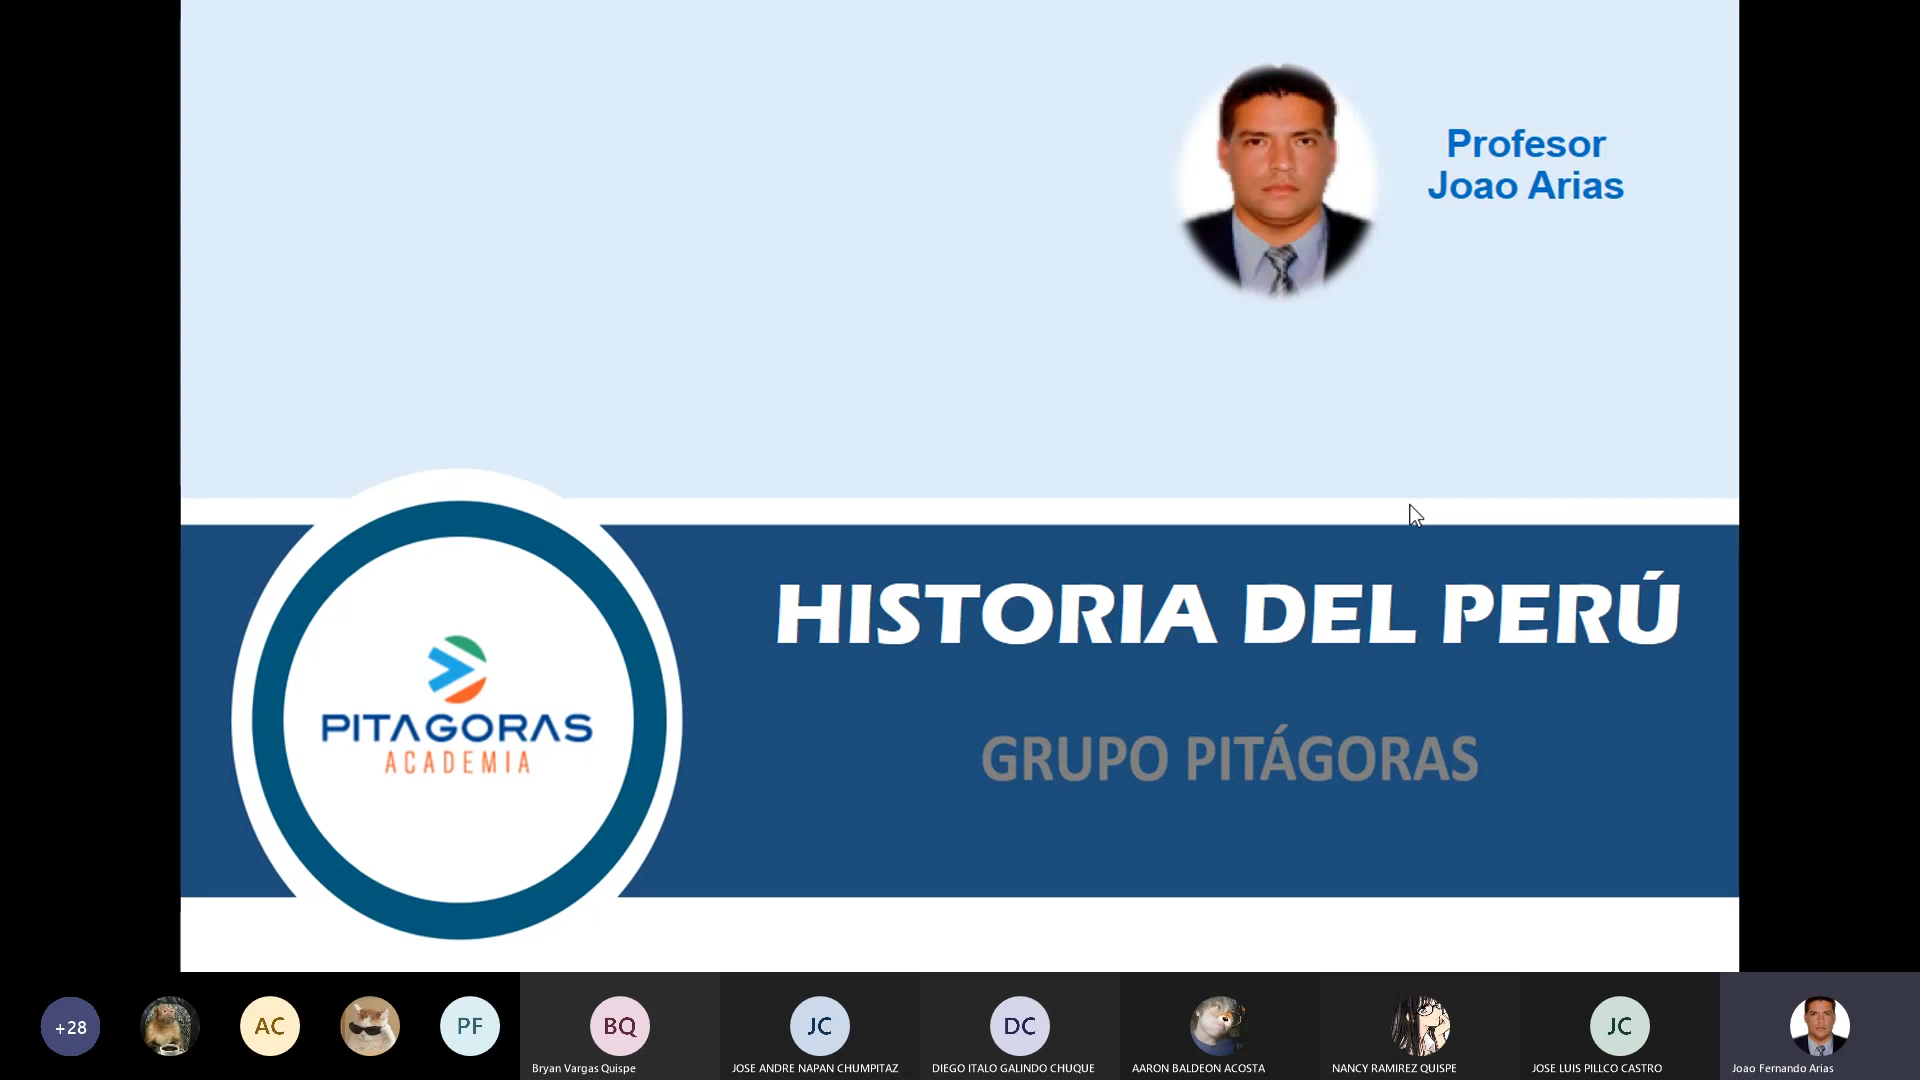 Profesor
Joao Arias
HISTORIA DEL PERÚ
GRUPO PITÁGORAS
PITAGORAS
ACADEMIA
+28
AC
PF
BQ
Bryan Vargas Quispe
JC
JOSE ANDRE NAPAN CHUMPITAZ
DC
DIEGO ITALO GALINDO CHUQUE
AARON BALDEON ACOSTA
NANCY RAMIREZ QUISPE
JC
JOSE LUIS PILLCO CASTRO
Joao Fernando Arias